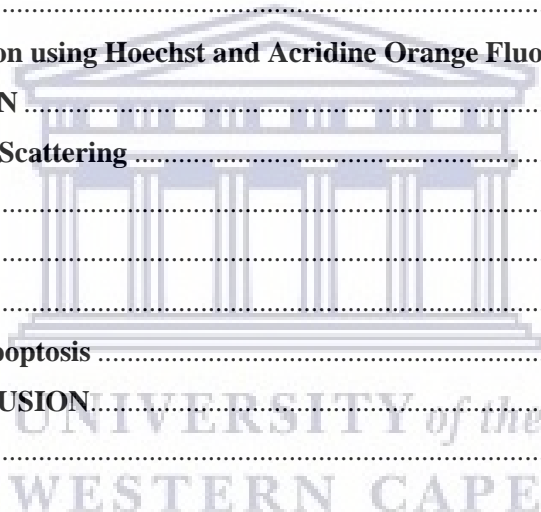 ................................................................
on using Hoechst and Acridine Orange Fluo
N ................................................................
Scattering ................................................................
................................................................
................................................................
................................................................
poptosis ................................................................
USION................................................................
UNIVERSITY of the
................................................................
WESTERN CAPE